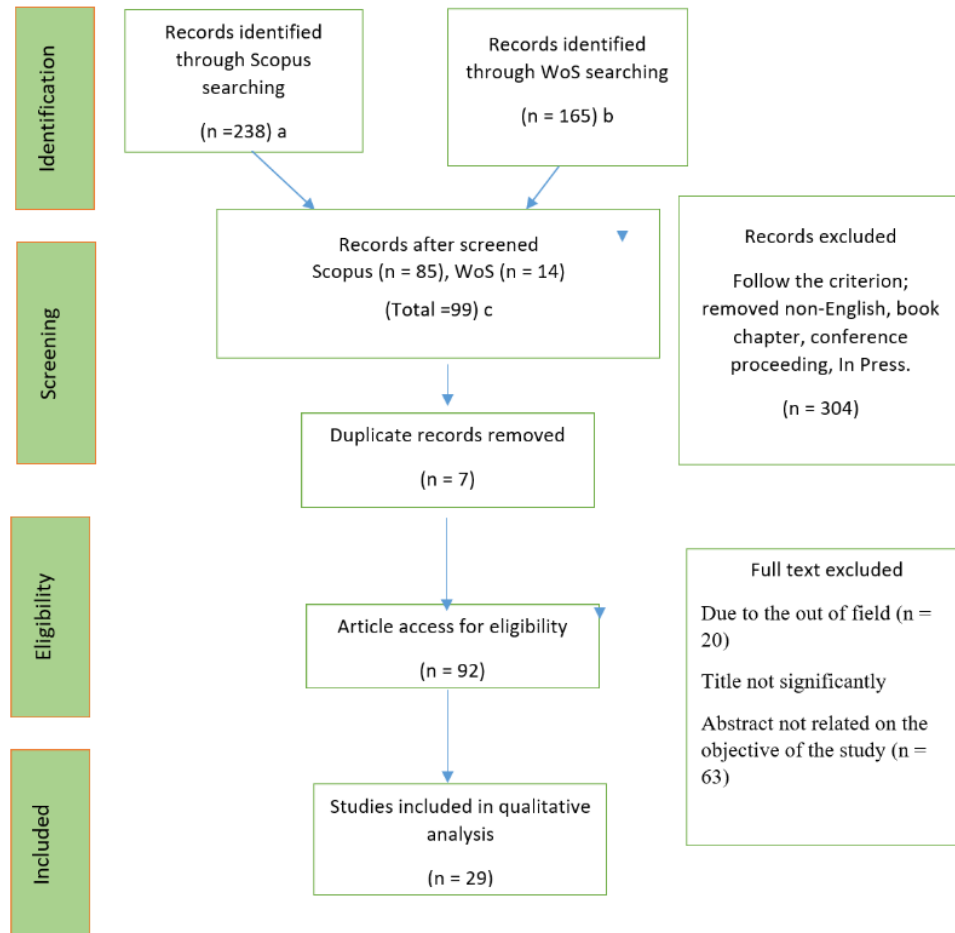 Identification
Records identified
through Scopus
searching
(n =238) a
Records identified
through WoS searching
(n = 165) b
Screening
Records after screened
Scopus (n = 85), WoS (n = 14)
(Total =99) c
Records excluded
Follow the criterion;
removed non-English, book
chapter, conference
proceeding, In Press.
(n = 304)
Duplicate records removed
(n = 7)
Eligibility
Article access for eligibility
(n = 92)
Full text excluded
Due to the out of field (n =
20)
Title not significantly
Abstract not related on the
objective of the study (n =
63)
Included
Studies included in qualitative
analysis
(n = 29)